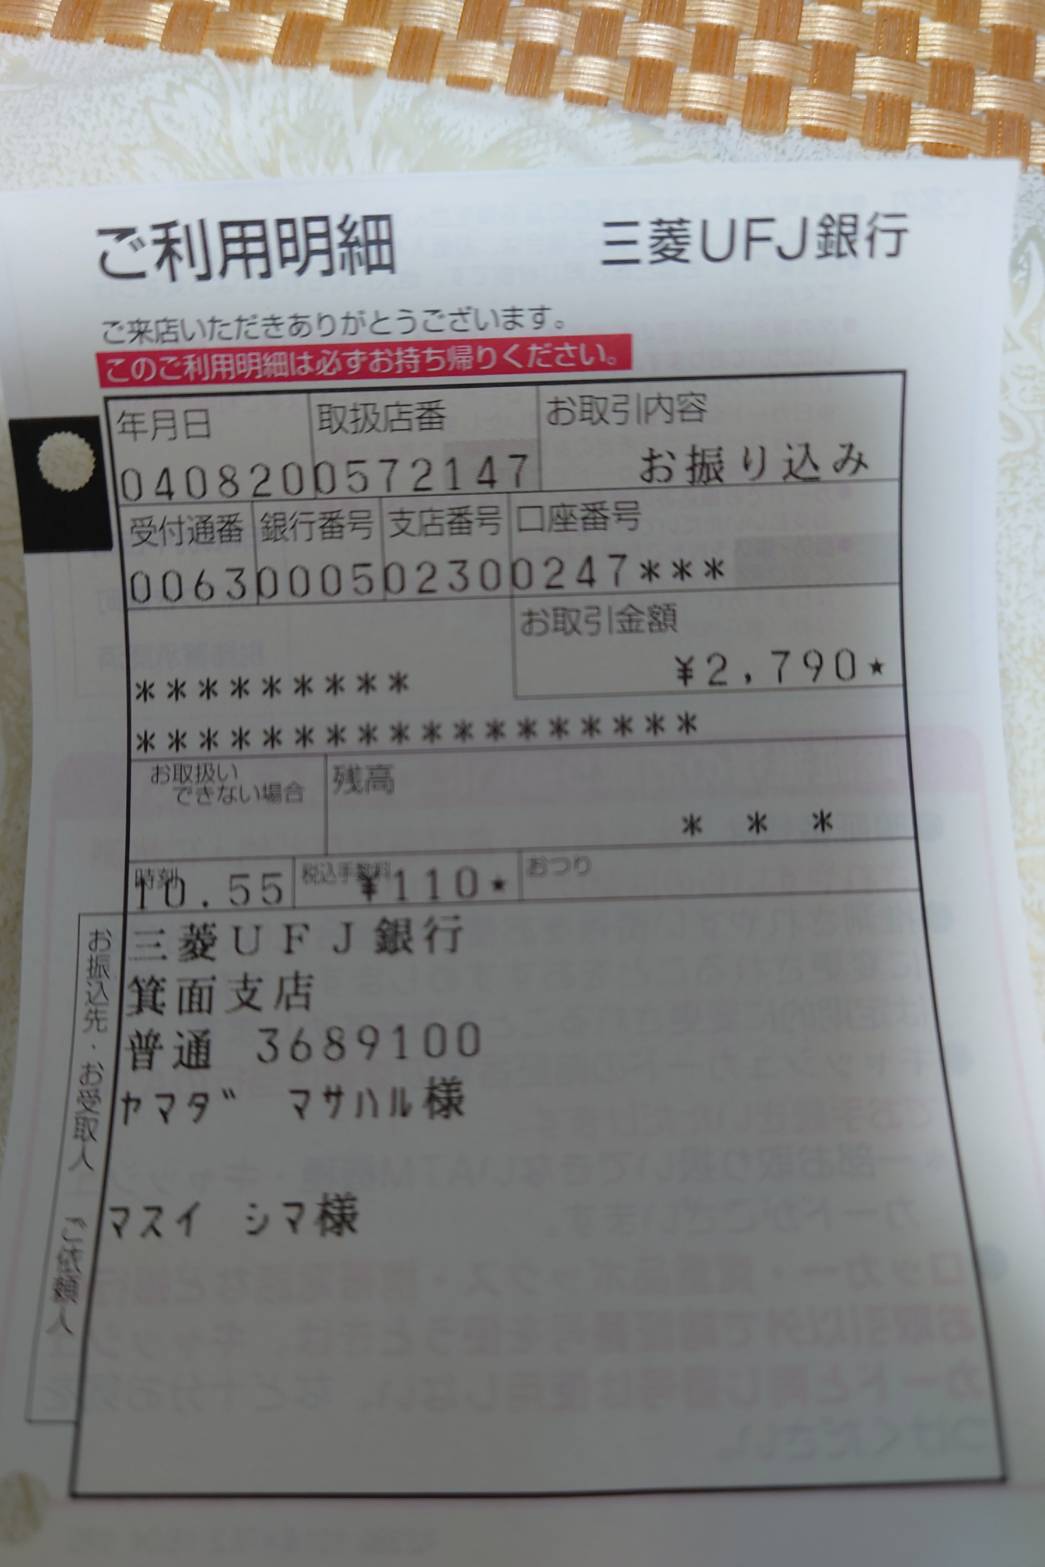 ご利用明細 三菱UFJ銀行
ご来店いただきありがとうございます。
このご利用明細は必ずお持ち帰りください。
年月日 取扱店番 お取引内容
040820 0572147 お振り込み
受付通番 銀行番号 支店番号 口座番号
0063 0005 0230 0247***
お取引金額
¥2,790★
*********
******************
お取扱いできない場合 残高
* * *
時刻 税込手数料 おつり
10.55 ¥110★
お振込先・お受取人
三菱UFJ銀行
箕面支店
普通 3689100
ヤマダ゛ マサハル様
ご依頼人
マスイ シマ様